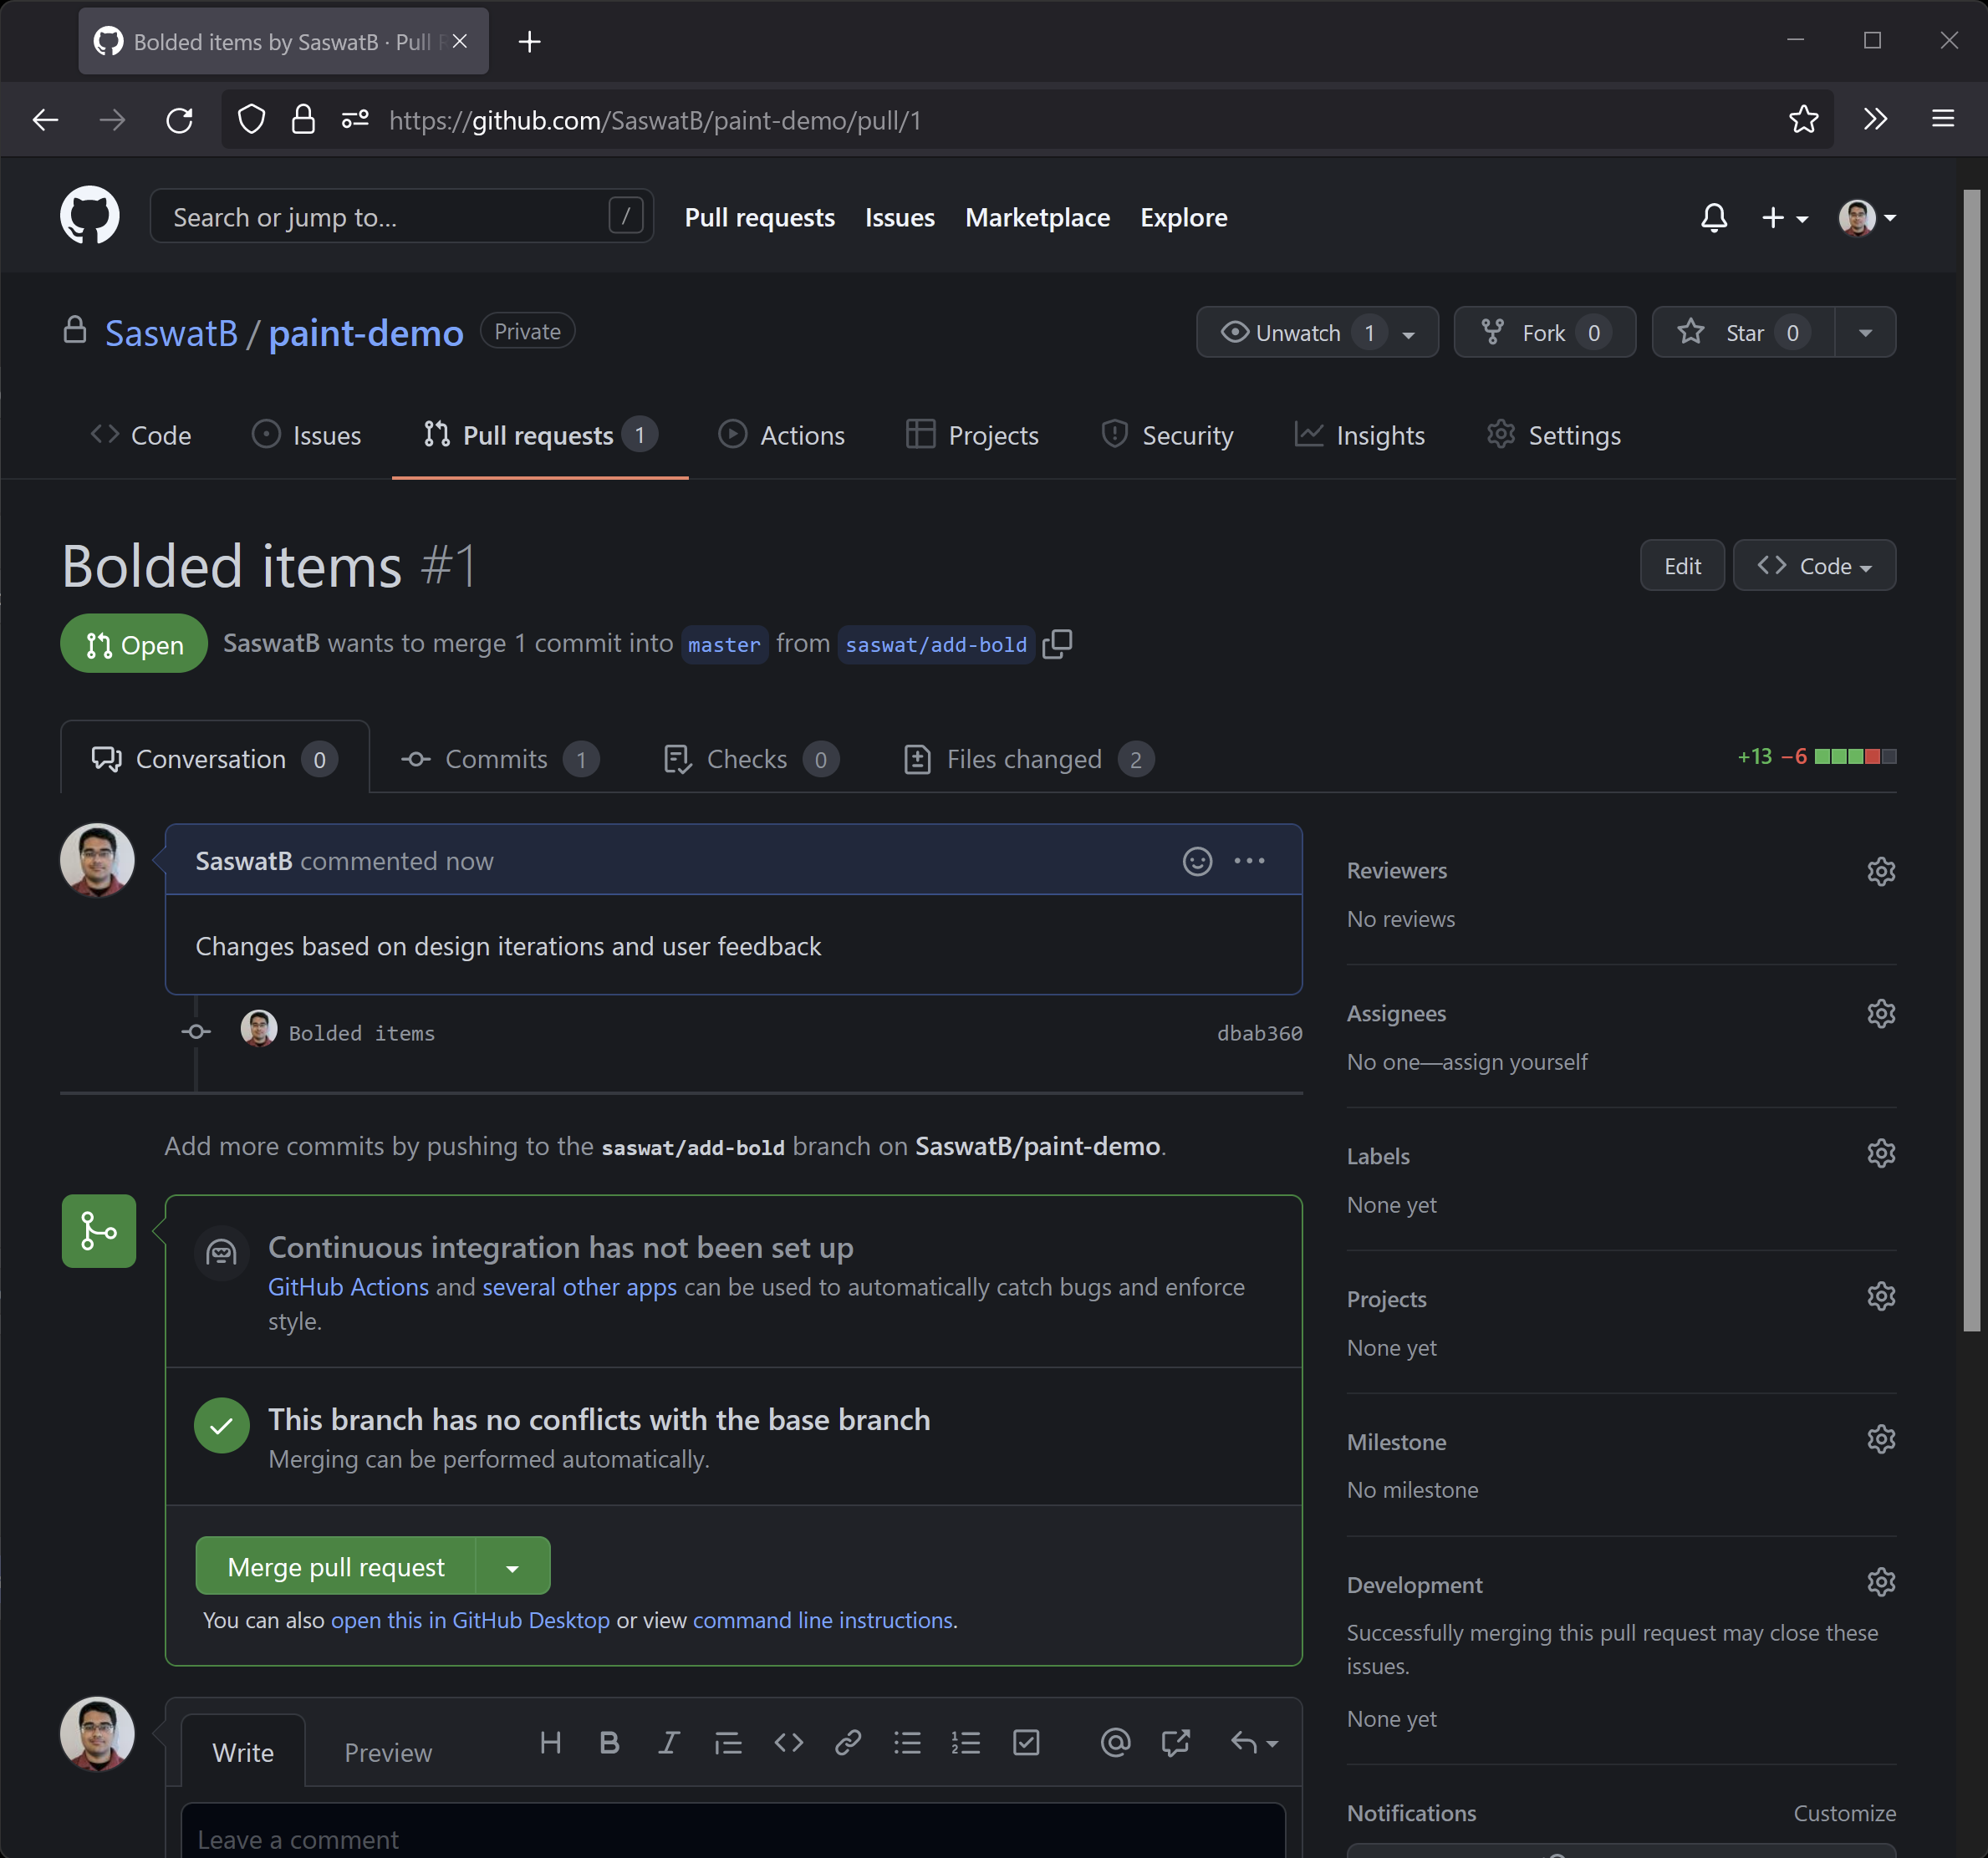 Bolded items by SaswatB · Pull
https://github.com/SaswatB/paint-demo/pull/1
Search or jump to... /
Pull requests Issues Marketplace Explore
SaswatB / paint-demo Private
Unwatch 1 Fork 0 Star 0
Code Issues Pull requests 1 Actions Projects Security Insights Settings
Bolded items #1
Edit Code
Open SaswatB wants to merge 1 commit into master from saswat/add-bold
Conversation 0 Commits 1 Checks 0 Files changed 2
+13 −6
SaswatB commented now
Changes based on design iterations and user feedback
Bolded items dbab360
Add more commits by pushing to the saswat/add-bold branch on SaswatB/paint-demo.
Continuous integration has not been set up
GitHub Actions and several other apps can be used to automatically catch bugs and enforce
style.
This branch has no conflicts with the base branch
Merging can be performed automatically.
Merge pull request
You can also open this in GitHub Desktop or view command line instructions.
Write Preview
Leave a comment
Reviewers
No reviews
Assignees
No one—assign yourself
Labels
None yet
Projects
None yet
Milestone
No milestone
Development
Successfully merging this pull request may close these
issues.
None yet
Notifications Customize